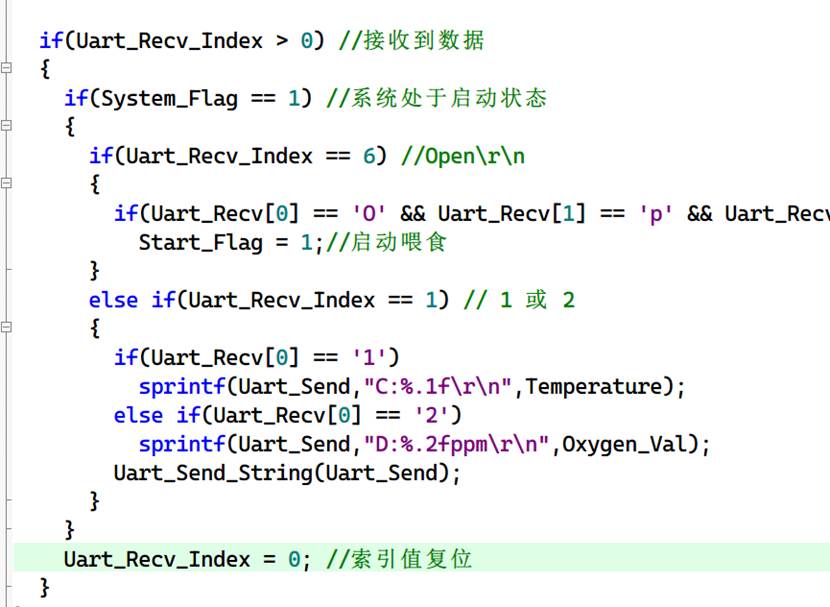 if(Uart_Recv_Index > 0) //接收到数据
{
if(System_Flag == 1) //系统处于启动状态
{
if(Uart_Recv_Index == 6) //Open\r\n
{
if(Uart_Recv[0] == 'O' && Uart_Recv[1] == 'p' && Uart_Recv
Start_Flag = 1;//启动喂食
}
else if(Uart_Recv_Index == 1) // 1 或 2
{
if(Uart_Recv[0] == '1')
sprintf(Uart_Send,"C:%.1f\r\n",Temperature);
else if(Uart_Recv[0] == '2')
sprintf(Uart_Send,"D:%.2fppm\r\n",Oxygen_Val);
Uart_Send_String(Uart_Send);
}
}
Uart_Recv_Index = 0; //索引值复位
}